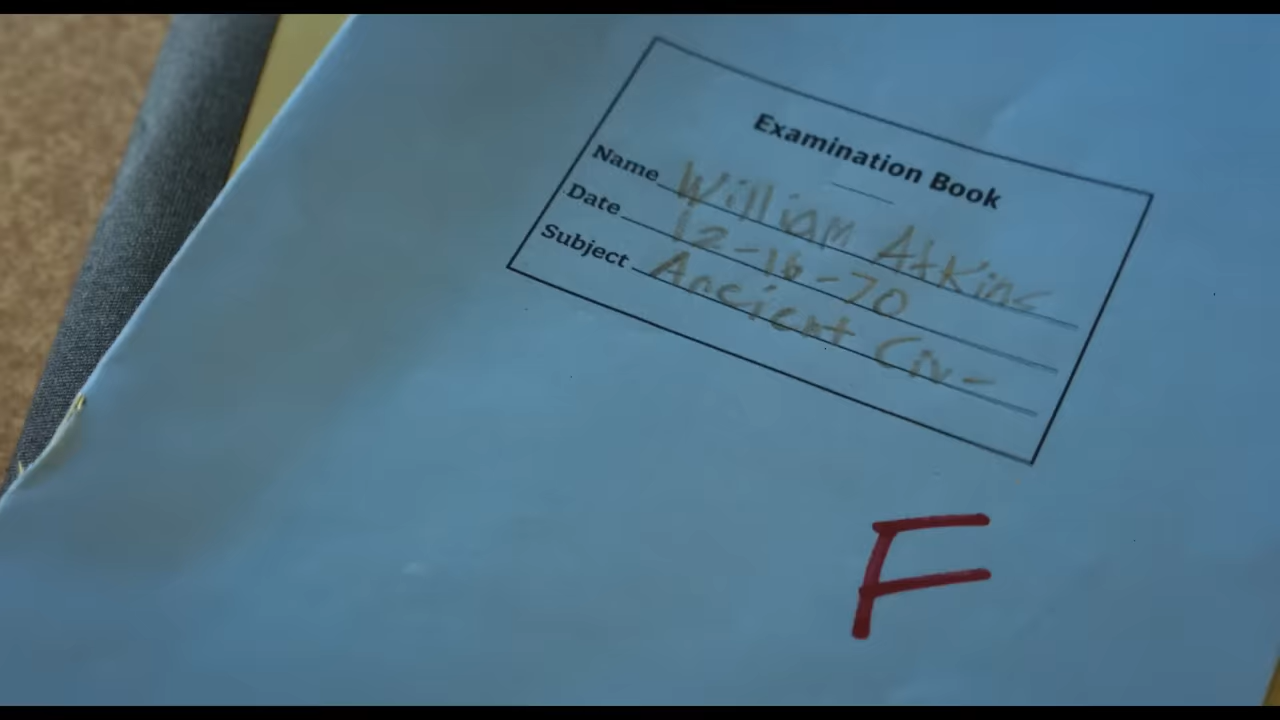 Examination Book
Name William Atkins
Date 12-16-70
Subject Ancient Civ-
F